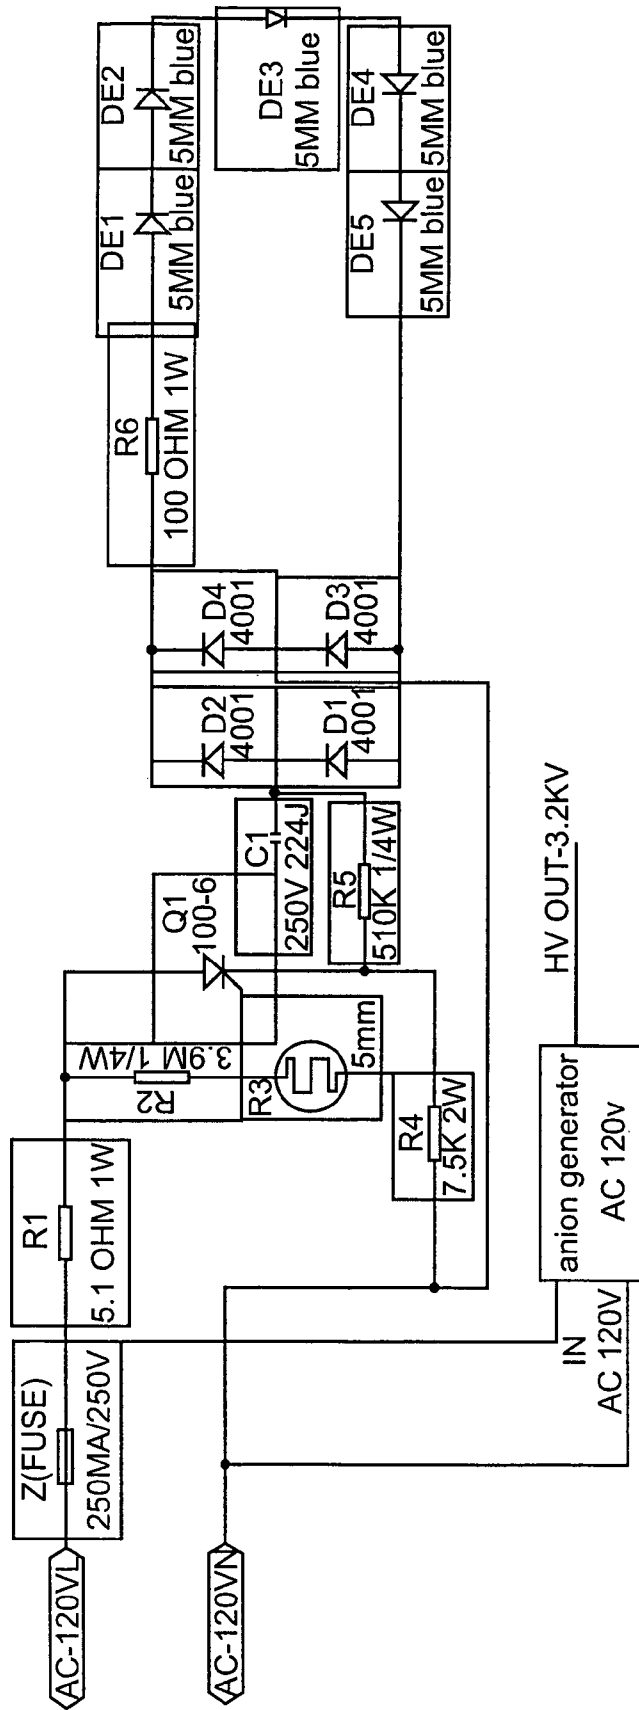 AC-120VL
Z(FUSE)
250MA/250V
R1
5.1 OHM 1W
R2
3.9M 1/4W
Q1
100-6
R3
5mm
R4
7.5K 2W
C1
250V 224J
R5
510K 1/4W
D2
4001
D1
4001
D4
4001
D3
4001
R6
100 OHM 1W
DE1
5MM blue
DE2
5MM blue
DE3
5MM blue
DE4
5MM blue
DE5
5MM blue
AC-120VN
IN
AC 120V
anion generator
AC 120v
HV OUT-3.2KV